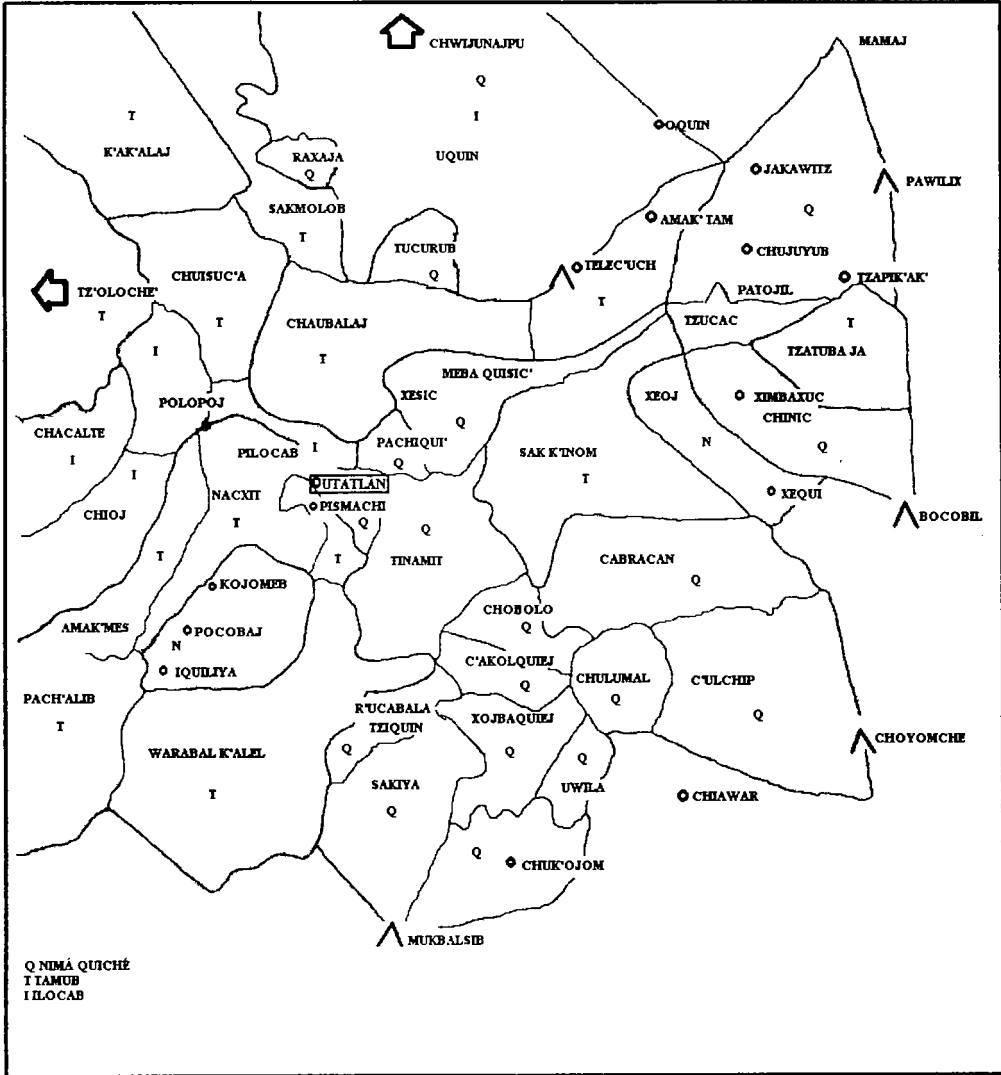 CHWIJUNAJPU
Q
I
UQUIN
MAMAJ
T
K'AK'ALAJ
OQUIN
RAXAJA
Q
JAKAWITZ
PAWILIX
SAKMOLOB
T
Q
AMAK' TAM
TUCURUB
Q
CHUJUYUB
TELEC'UCH
T
TZAPIK'AK'
CHUISUC'A
T
TZ'OLOCHE'
T
PAYOJIL
CHAUBALAJ
T
TZUCAC
T
TZATUBA JA
I
MEBA QUISIC'
XESIC
Q
XEOJ
XIMBAXUC
CHINIC
Q
POLOPOJ
CHACALTE
I
PILOCAB
I
PACHIQUI'
Q
N
SAK K'INOM
T
I
CHIOJ
UTATLAN
PISMACHI
NACXIT
T
Q
XEQUI
BOCOBIL
Q
TINAMIT
T
T
CABRACAN
Q
KOJOMEB
CHOBOLO
Q
AMAK'MES
POCOBAJ
N
IQUILIYA
C'AKOLQUIEJ
Q
CHULUMAL
Q
C'ULCHIP
Q
PACH'ALIB
T
R'UCABALA
TZIQUIN
Q
XOJBAQUIEJ
Q
CHOYOMCHE
WARABAL K'ALEL
T
Q
UWILA
SAKIYA
Q
CHIAWAR
Q
CHUK'OJOM
MUKBALSIB
Q NIMÁ QUICHÉ
T TAMUB
I ILOCAB